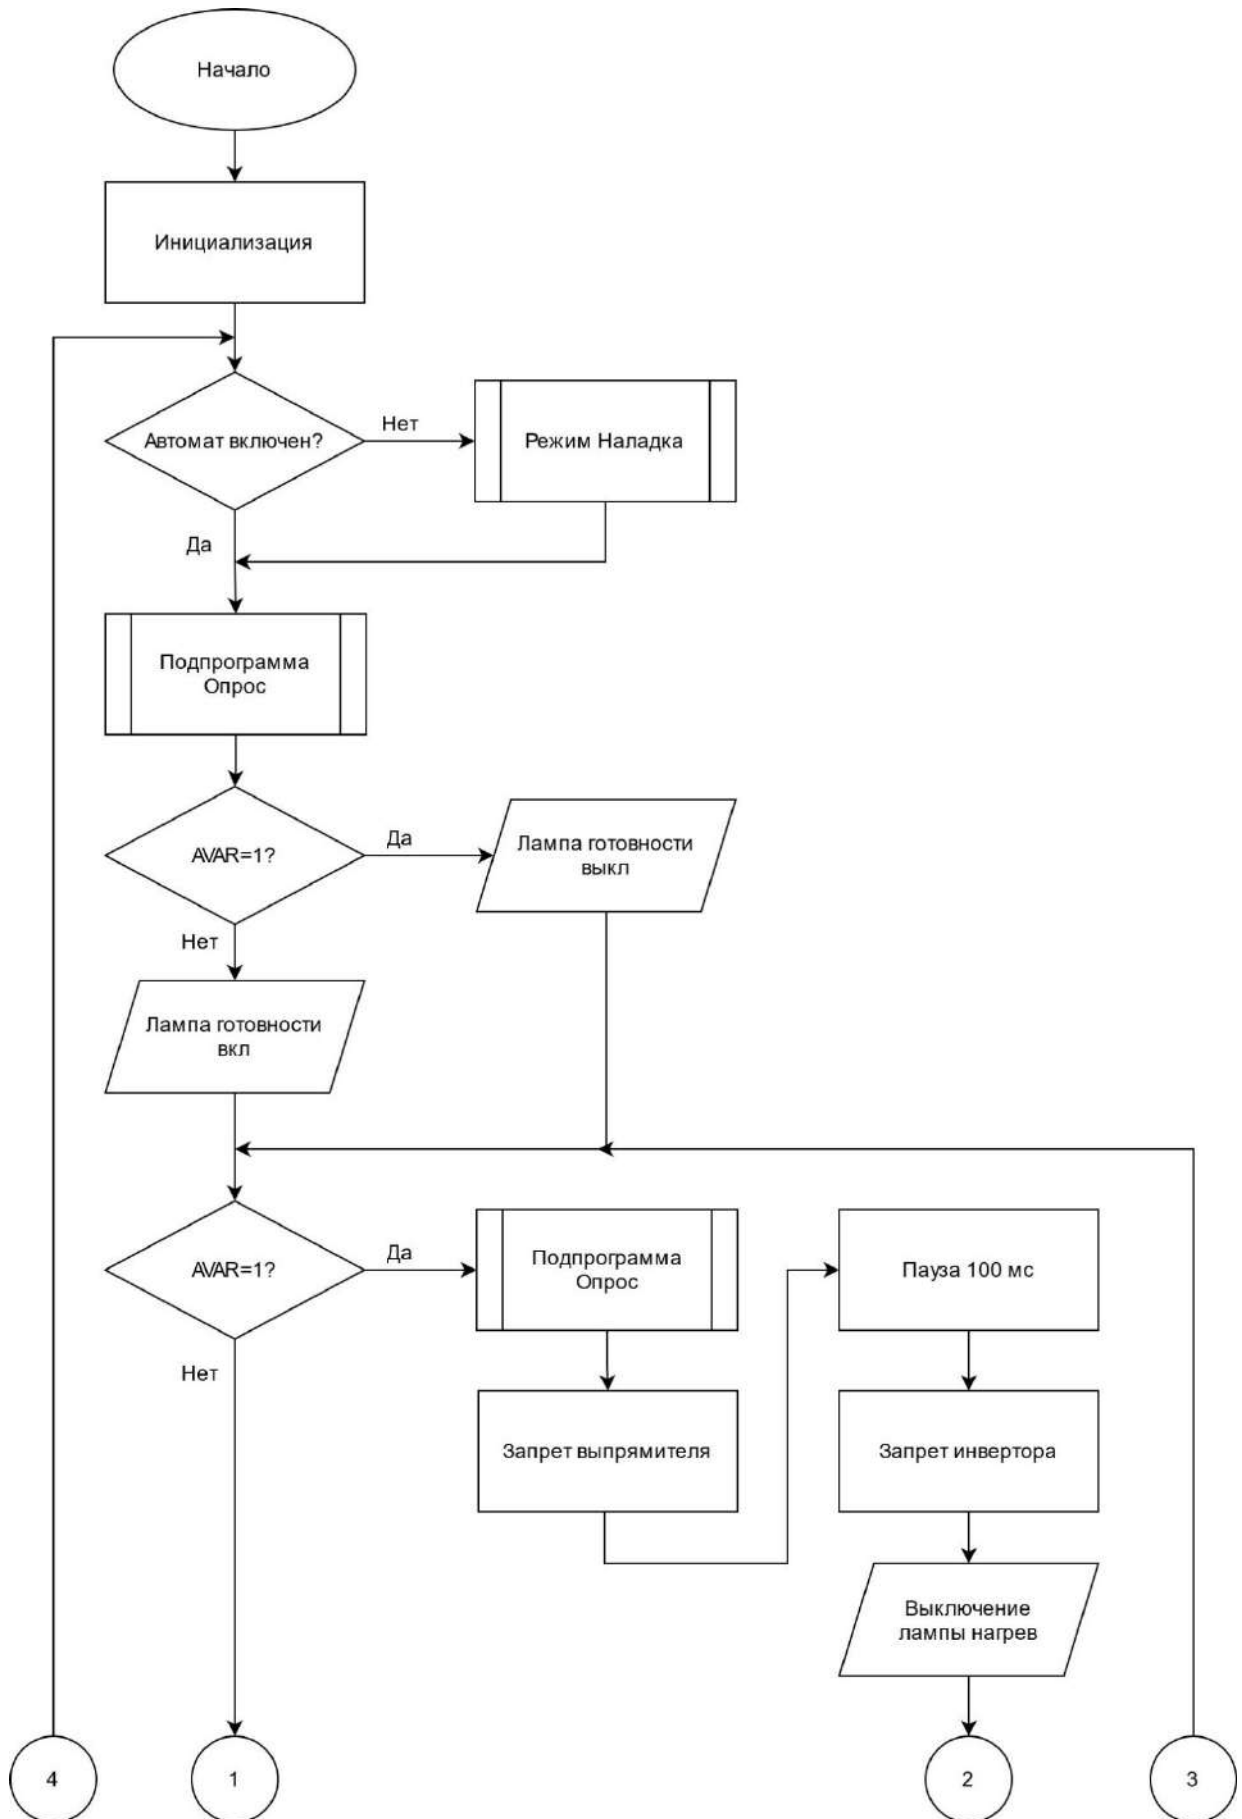 Начало
Инициализация
Автомат включен?
Нет
Режим Наладка
Да
Подпрограмма
Опрос
AVAR=1?
Да
Лампа готовности
выкл
Нет
Лампа готовности
вкл
AVAR=1?
Да
Подпрограмма
Опрос
Пауза 100 мс
Нет
Запрет выпрямителя
Запрет инвертора
Выключение
лампы нагрев
4
1
2
3